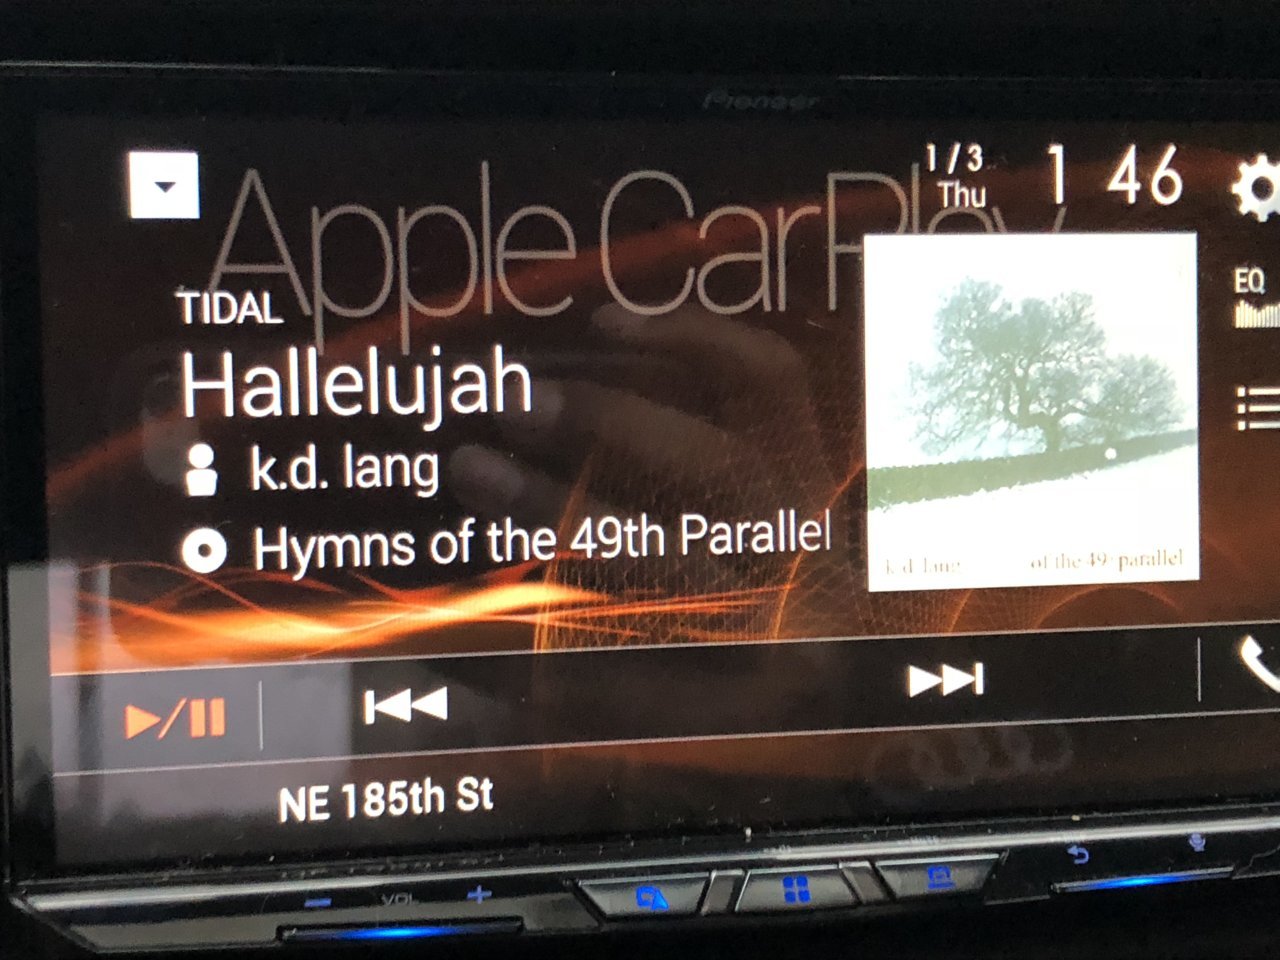 Pioneer
1/3
Thu
1 46
Apple CarPlay
EQ
TIDAL
Hallelujah
k.d. lang
Hymns of the 49th Parallel
k.d. lang of the 49th parallel
NE 185th St
VOL